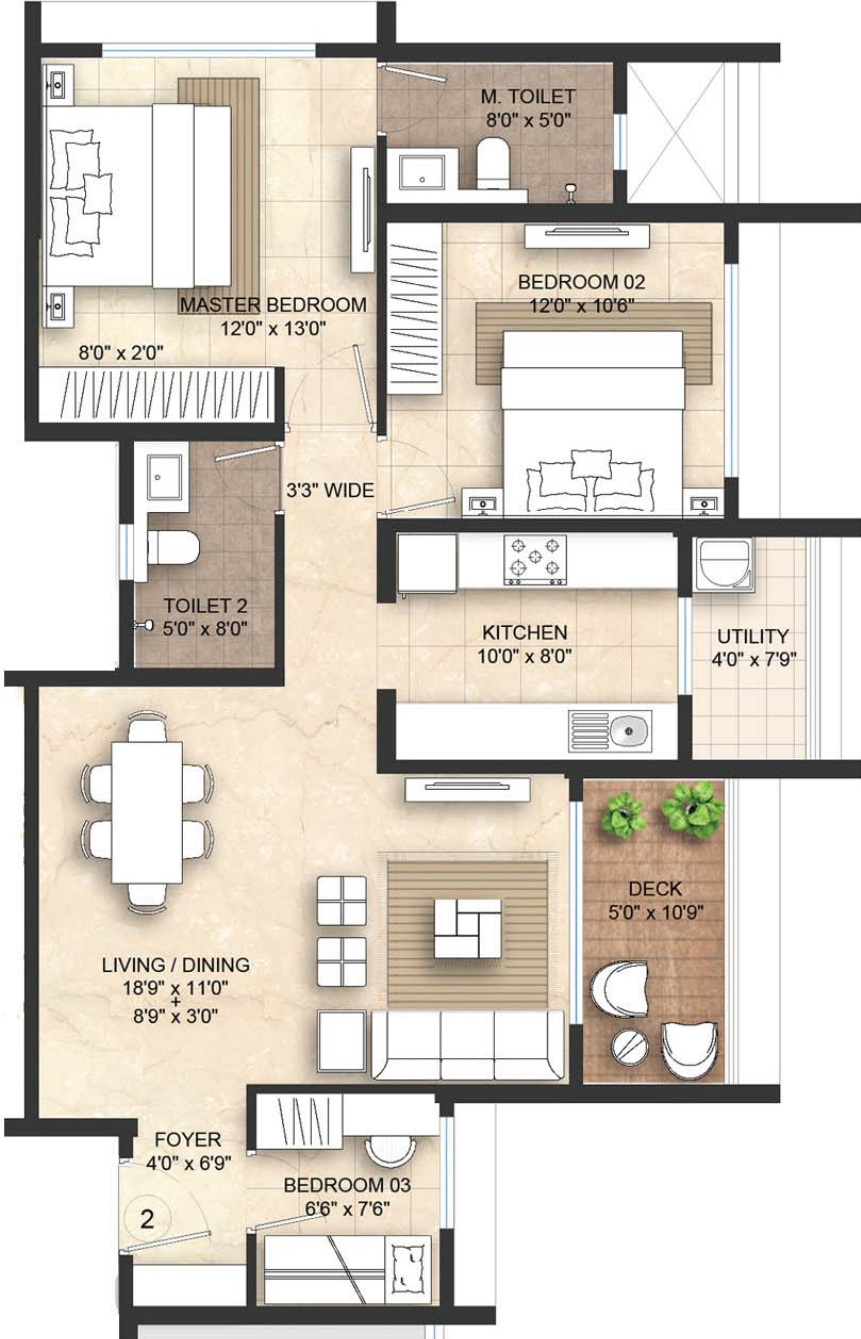 M. TOILET
8'0" x 5'0"
BEDROOM 02
12'0" x 10'6"
MASTER BEDROOM
12'0" x 13'0"
8'0" x 2'0"
3'3" WIDE
TOILET 2
5'0" x 8'0"
KITCHEN
10'0" x 8'0"
UTILITY
4'0" x 7'9"
DECK
5'0" x 10'9"
LIVING / DINING
18'9" x 11'0"
+
8'9" x 3'0"
FOYER
4'0" x 6'9"
BEDROOM 03
6'6" x 7'6"
2